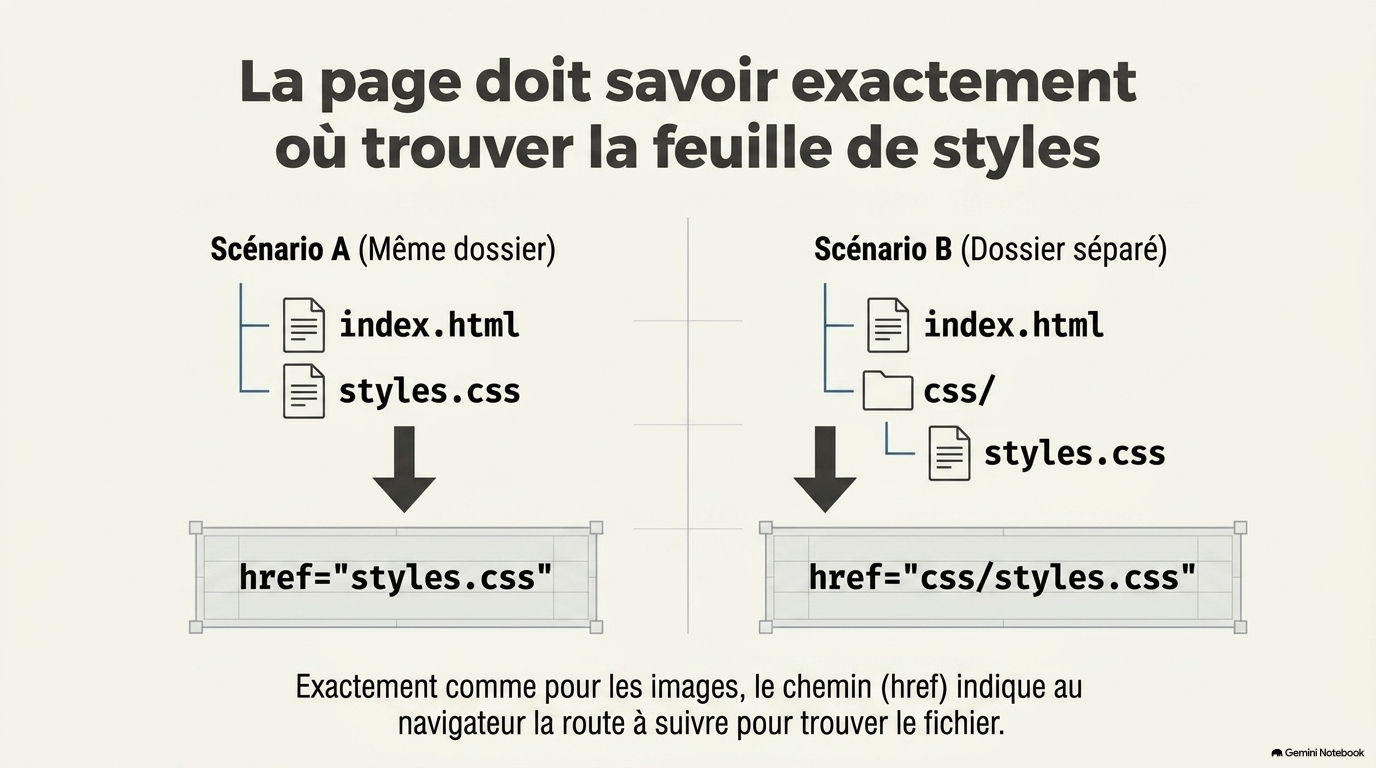 La page doit savoir exactement
où trouver la feuille de styles
Scénario A (Même dossier)
index.html
styles.css
href="styles.css"
Scénario B (Dossier séparé)
index.html
css/
styles.css
href="css/styles.css"
Exactement comme pour les images, le chemin (href) indique au
navigateur la route à suivre pour trouver le fichier.
Gemini Notebook